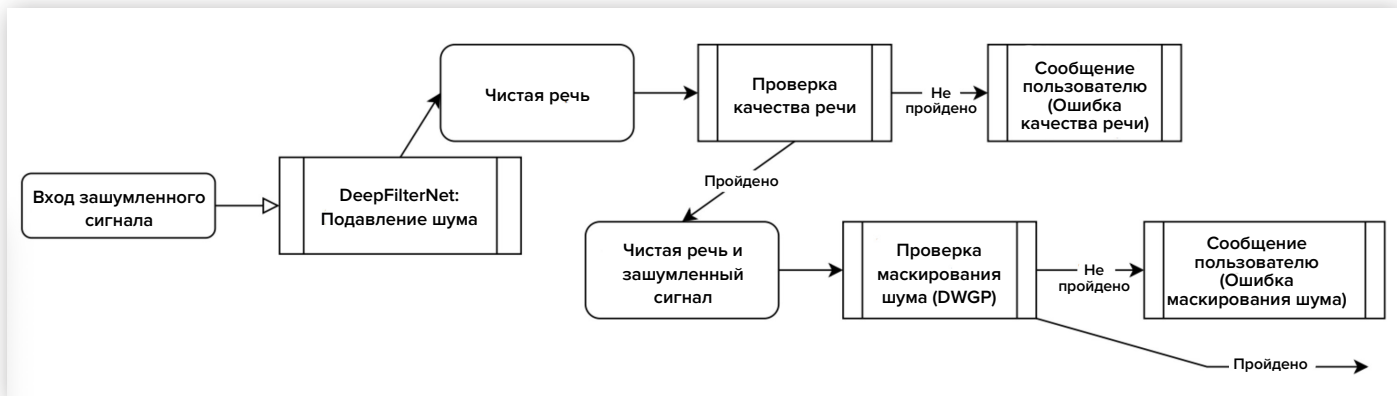 Вход зашумленного
сигнала
DeepFilterNet:
Подавление шума
Чистая речь
Проверка
качества речи
Не
пройдено
Сообщение
пользователю
(Ошибка
качества речи)
Пройдено
Чистая речь и
зашумленный
сигнал
Проверка
маскирования
шума (DWGP)
Не
пройдено
Сообщение
пользователю
(Ошибка
маскирования шума)
Пройдено